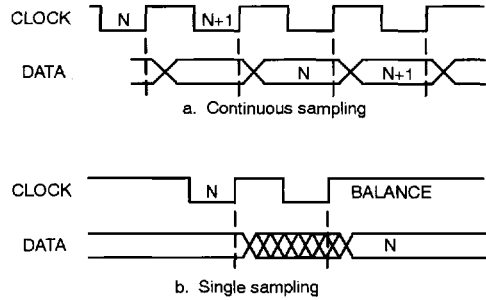 CLOCK N N+1
DATA N N+1
a. Continuous sampling
CLOCK N BALANCE
DATA N
b. Single sampling